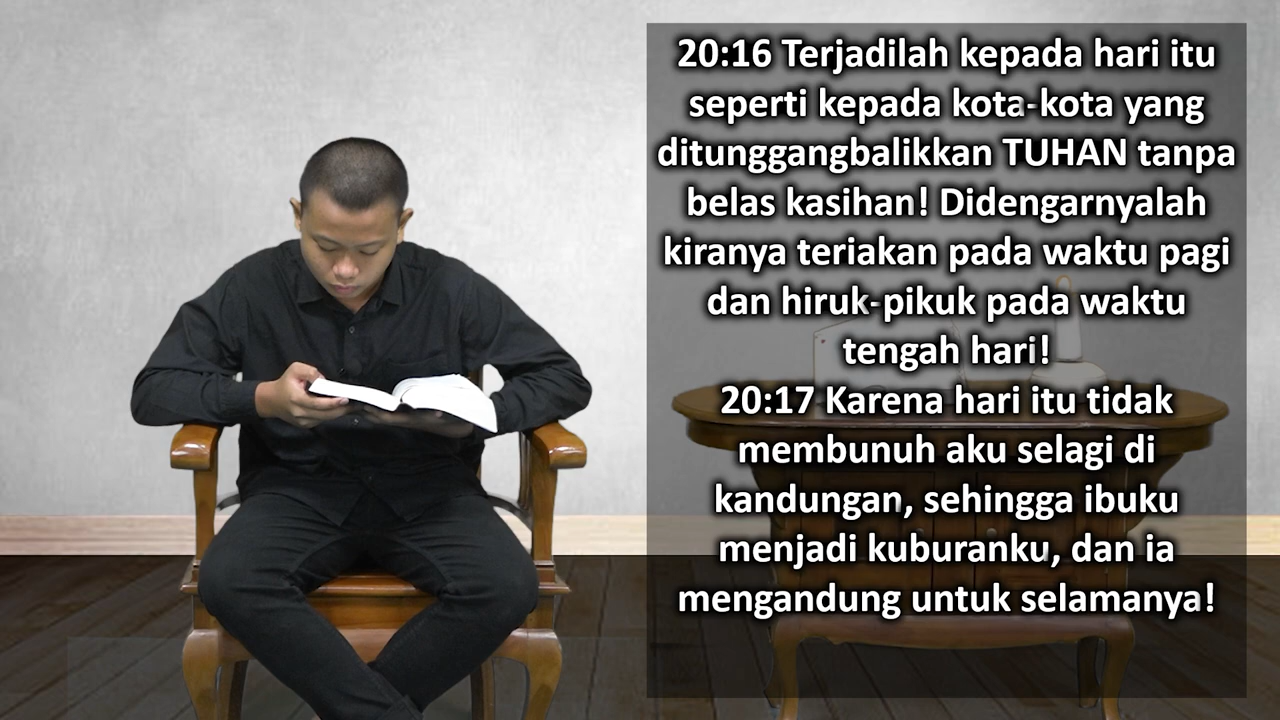 20:16 Terjadilah kepada hari itu
seperti kepada kota-kota yang
ditunggangbalikkan TUHAN tanpa
belas kasihan! Didengarnyalah
kiranya teriakan pada waktu pagi
dan hiruk-pikuk pada waktu
tengah hari!
20:17 Karena hari itu tidak
membunuh aku selagi di
kandungan, sehingga ibuku
menjadi kuburanku, dan ia
mengandung untuk selamanya!